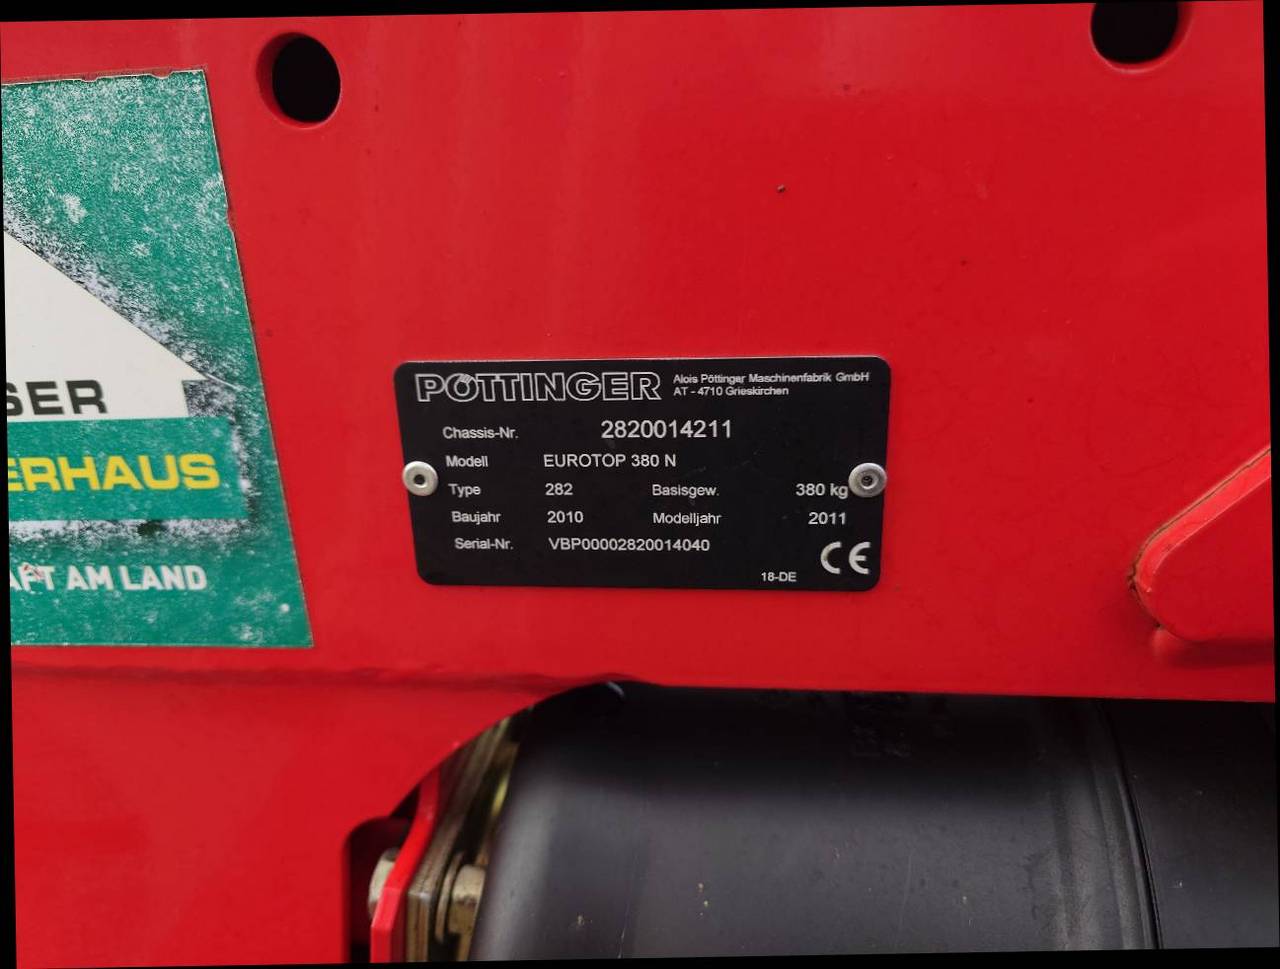 SER
ERHAUS
AFT AM LAND
PÖTTINGER
Alois Pöttinger Maschinenfabrik GmbH
AT - 4710 Grieskirchen
Chassis-Nr. 2820014211
Modell EUROTOP 380 N
Type 282 Basisgew. 380 kg
Baujahr 2010 Modelljahr 2011
Serial-Nr. VBP00002820014040
CE
18-DE